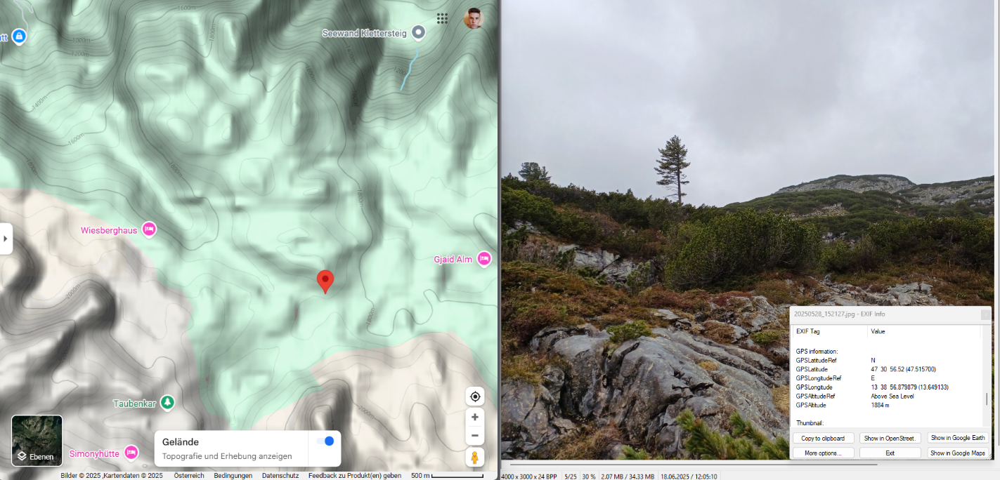 1600m
Seewand Klettersteig
tt
1000m
1200m
1400m
1600m
Wiesberghaus
Gjaid Alm
1800m
2000m
Taubenkar
Simonyhütte
Ebenen
Gelände
Topografie und Erhebung anzeigen
Bilder © 2025 ,Kartendaten © 2025 Österreich Bedingungen Datenschutz Feedback zu Produkt(en) geben 500 m
20250528_152127.jpg - EXIF Info
EXIF Tag Value
GPS information:
GPSLatitudeRef N
GPSLatitude 47 30 56.52 (47.515700)
GPSLongitudeRef E
GPSLongitude 13 38 56.879879 (13.649133)
GPSAltitudeRef Above Sea Level
GPSAltitude 1884 m
Thumbnail:
Copy to clipboard Show in OpenStreet. Show in Google Earth
More options... Exit Show in Google Maps
4000 x 3000 x 24 BPP 5/25 30 % 2.07 MB / 34.33 MB 18.06.2025 / 12:05:10